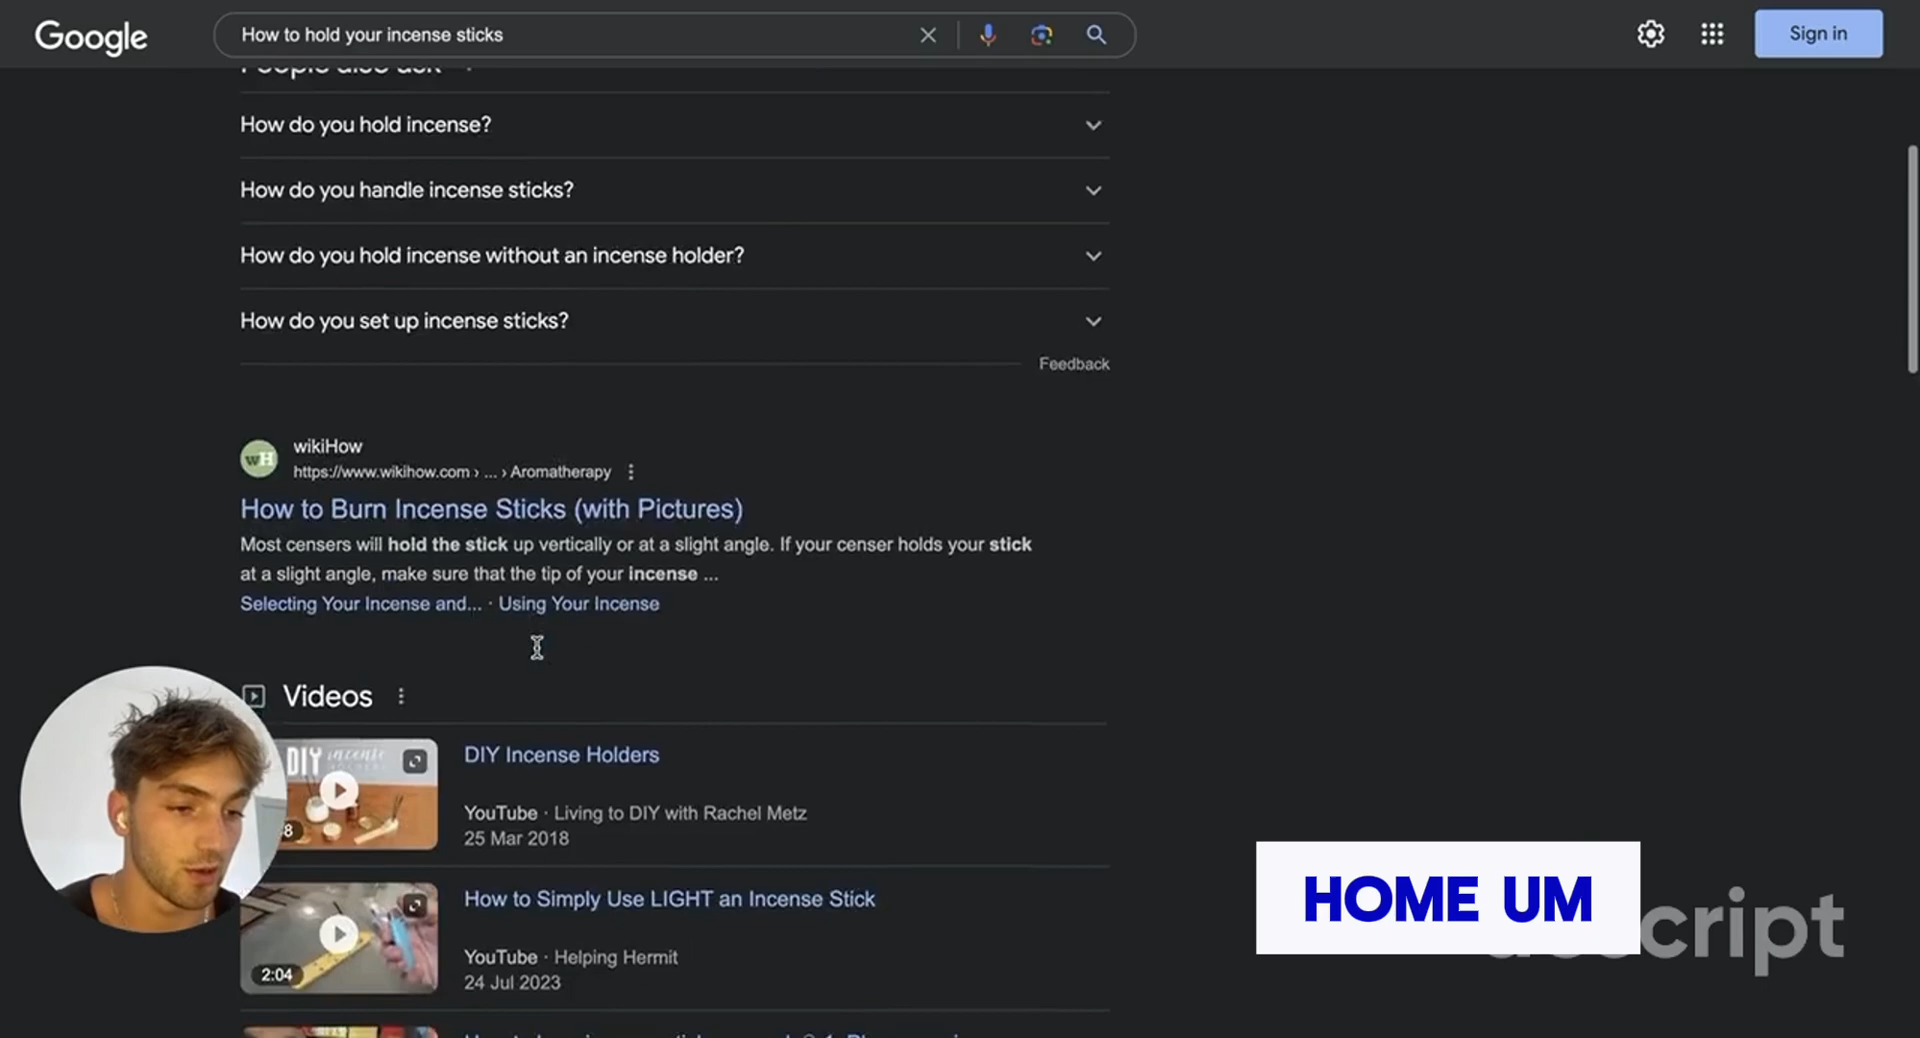 Google
How to hold your incense sticks
Sign in
People also ask
How do you hold incense?
How do you handle incense sticks?
How do you hold incense without an incense holder?
How do you set up incense sticks?
Feedback
wH
wikiHow
https://www.wikihow.com › ... › Aromatherapy
How to Burn Incense Sticks (with Pictures)
Most censers will hold the stick up vertically or at a slight angle. If your censer holds your stick
at a slight angle, make sure that the tip of your incense ...
Selecting Your Incense and... · Using Your Incense
Videos
DIY incense
8
DIY Incense Holders
YouTube · Living to DIY with Rachel Metz
25 Mar 2018
2:04
How to Simply Use LIGHT an Incense Stick
YouTube · Helping Hermit
24 Jul 2023
HOME UM
cript